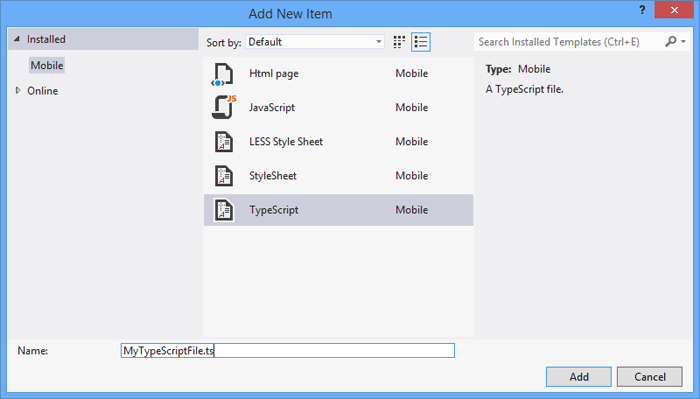 Add New Item
?
Installed
Mobile
Online
Sort by: Default
Search Installed Templates (Ctrl+E)
Html page Mobile
JS
JavaScript Mobile
LESS Style Sheet Mobile
StyleSheet Mobile
TypeScript Mobile
Type: Mobile
A TypeScript file.
Name: MyTypeScriptFile.ts
Add Cancel